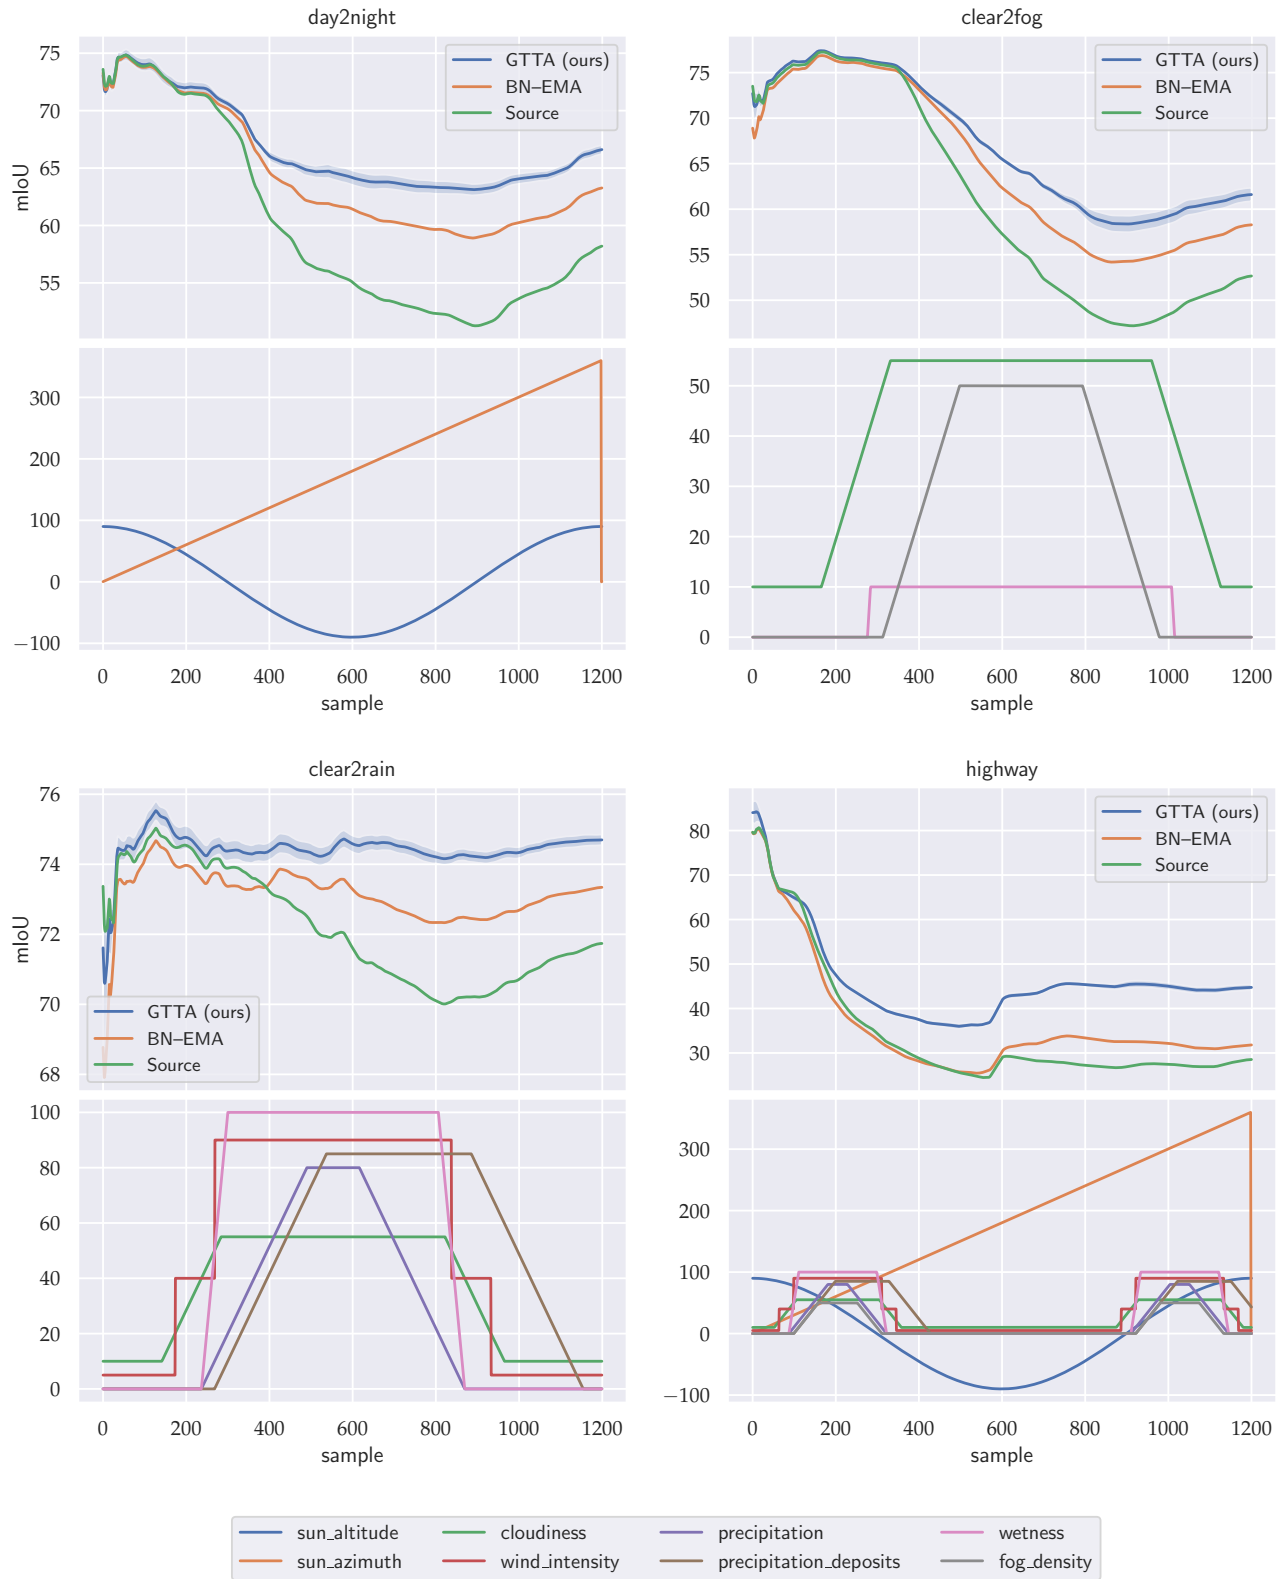 day2night
75
70
65
60
55
mIoU
GTTA (ours)
BN–EMA
Source
300
200
100
0
−100
0 200 400 600 800 1000 1200
sample
clear2fog
75
70
65
60
55
50
GTTA (ours)
BN–EMA
Source
50
40
30
20
10
0
0 200 400 600 800 1000 1200
sample
clear2rain
76
74
72
70
68
mIoU
GTTA (ours)
BN–EMA
Source
100
80
60
40
20
0
0 200 400 600 800 1000 1200
sample
highway
80
70
60
50
40
30
GTTA (ours)
BN–EMA
Source
300
200
100
0
−100
0 200 400 600 800 1000 1200
sample
sun_altitude cloudiness precipitation wetness
sun_azimuth wind_intensity precipitation_deposits fog_density